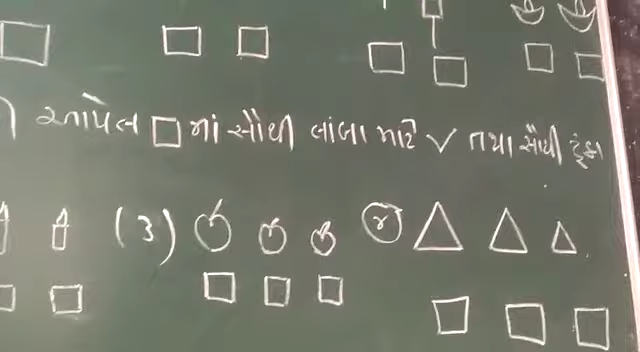 આપેલ □ માં સૌથી લાંબા માટે ✓ તથા સૌથી ટૂંકા
(૩) ૪